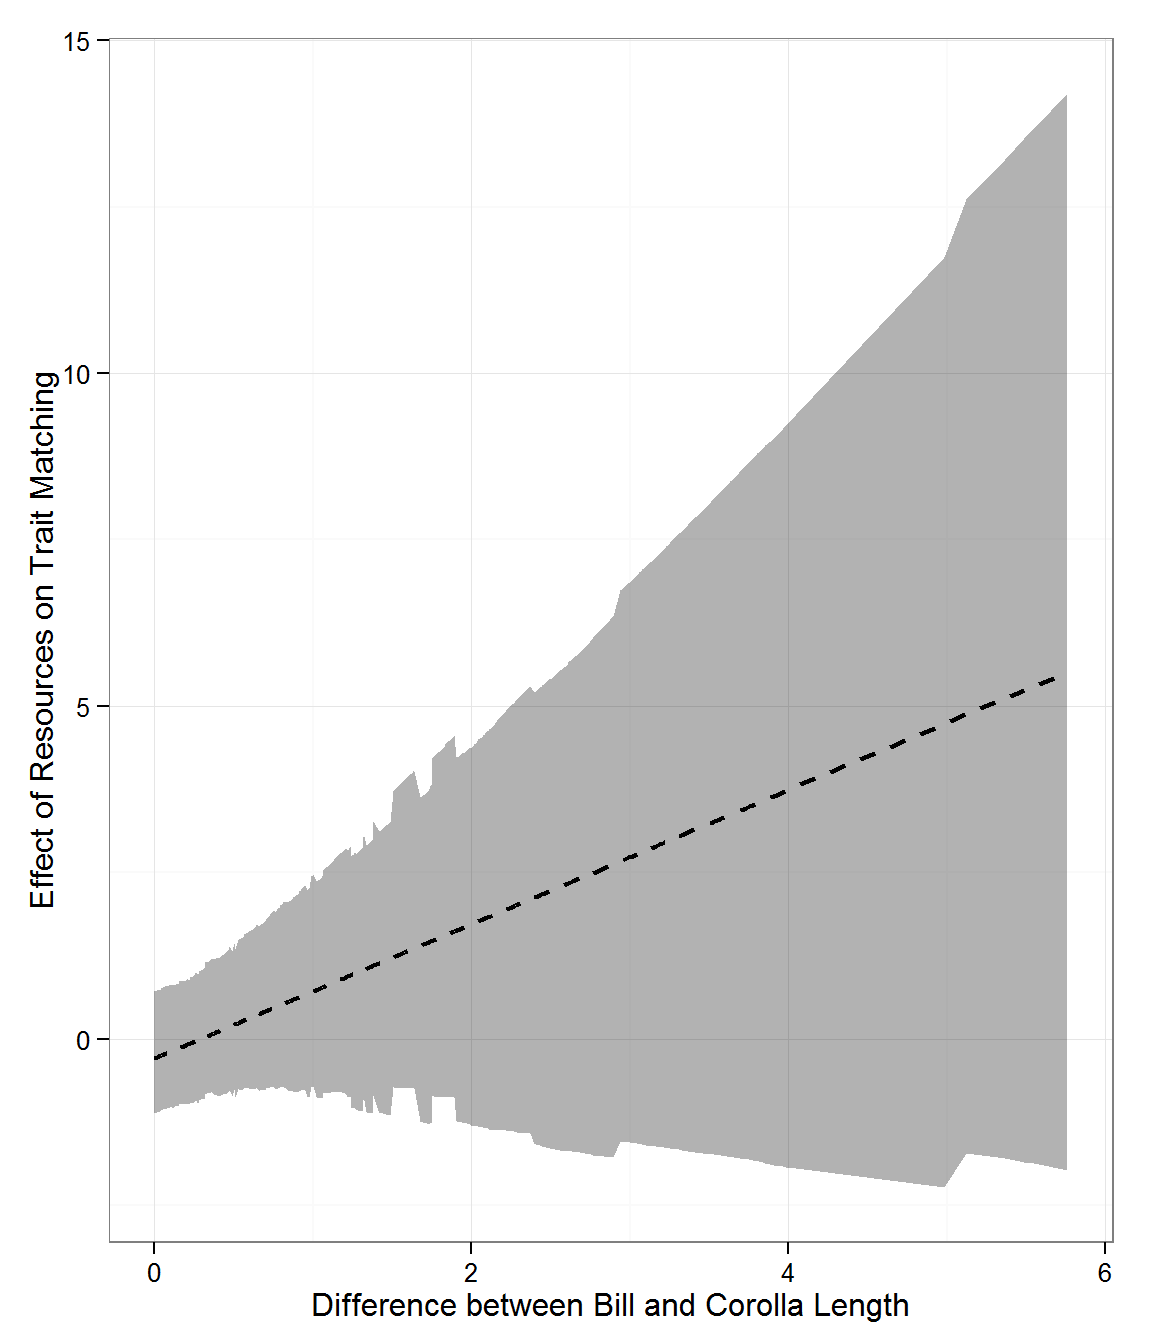 Effect of Resources on Trait Matching
15
10
5
0
0 2 4 6
Difference between Bill and Corolla Length